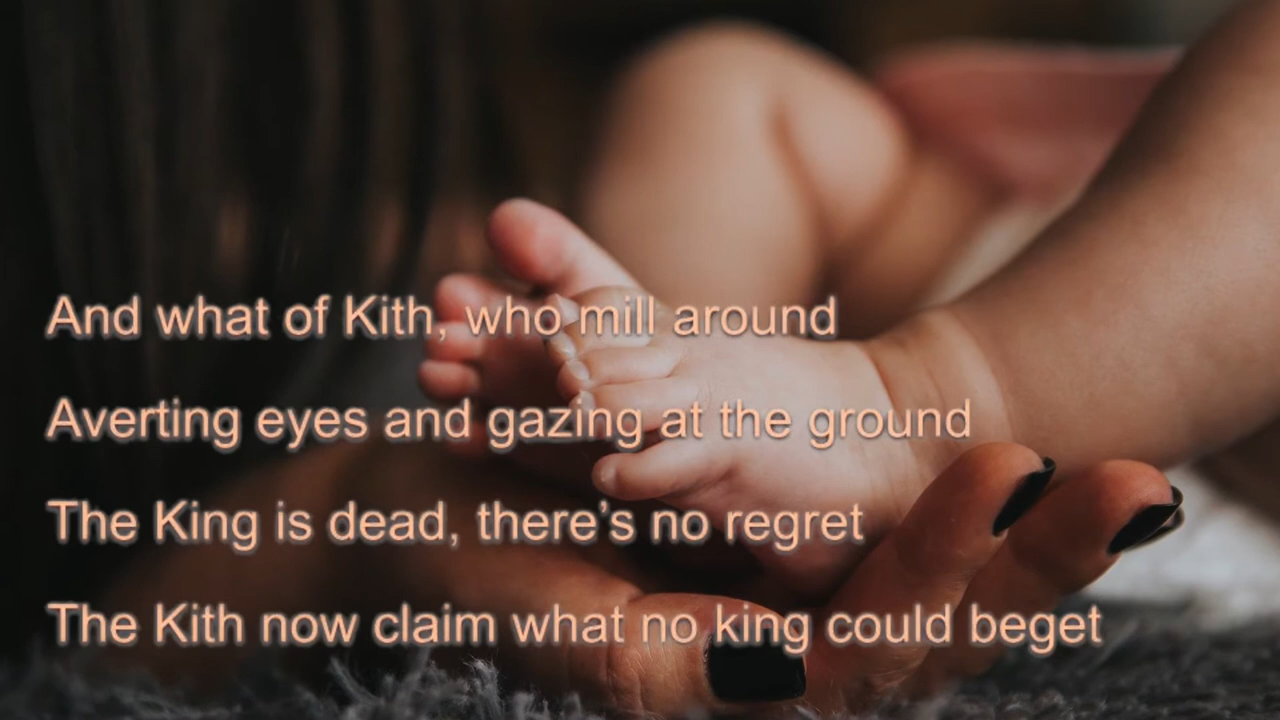 And what of Kith, who mill around
Averting eyes and gazing at the ground
The King is dead, there’s no regret
The Kith now claim what no king could beget